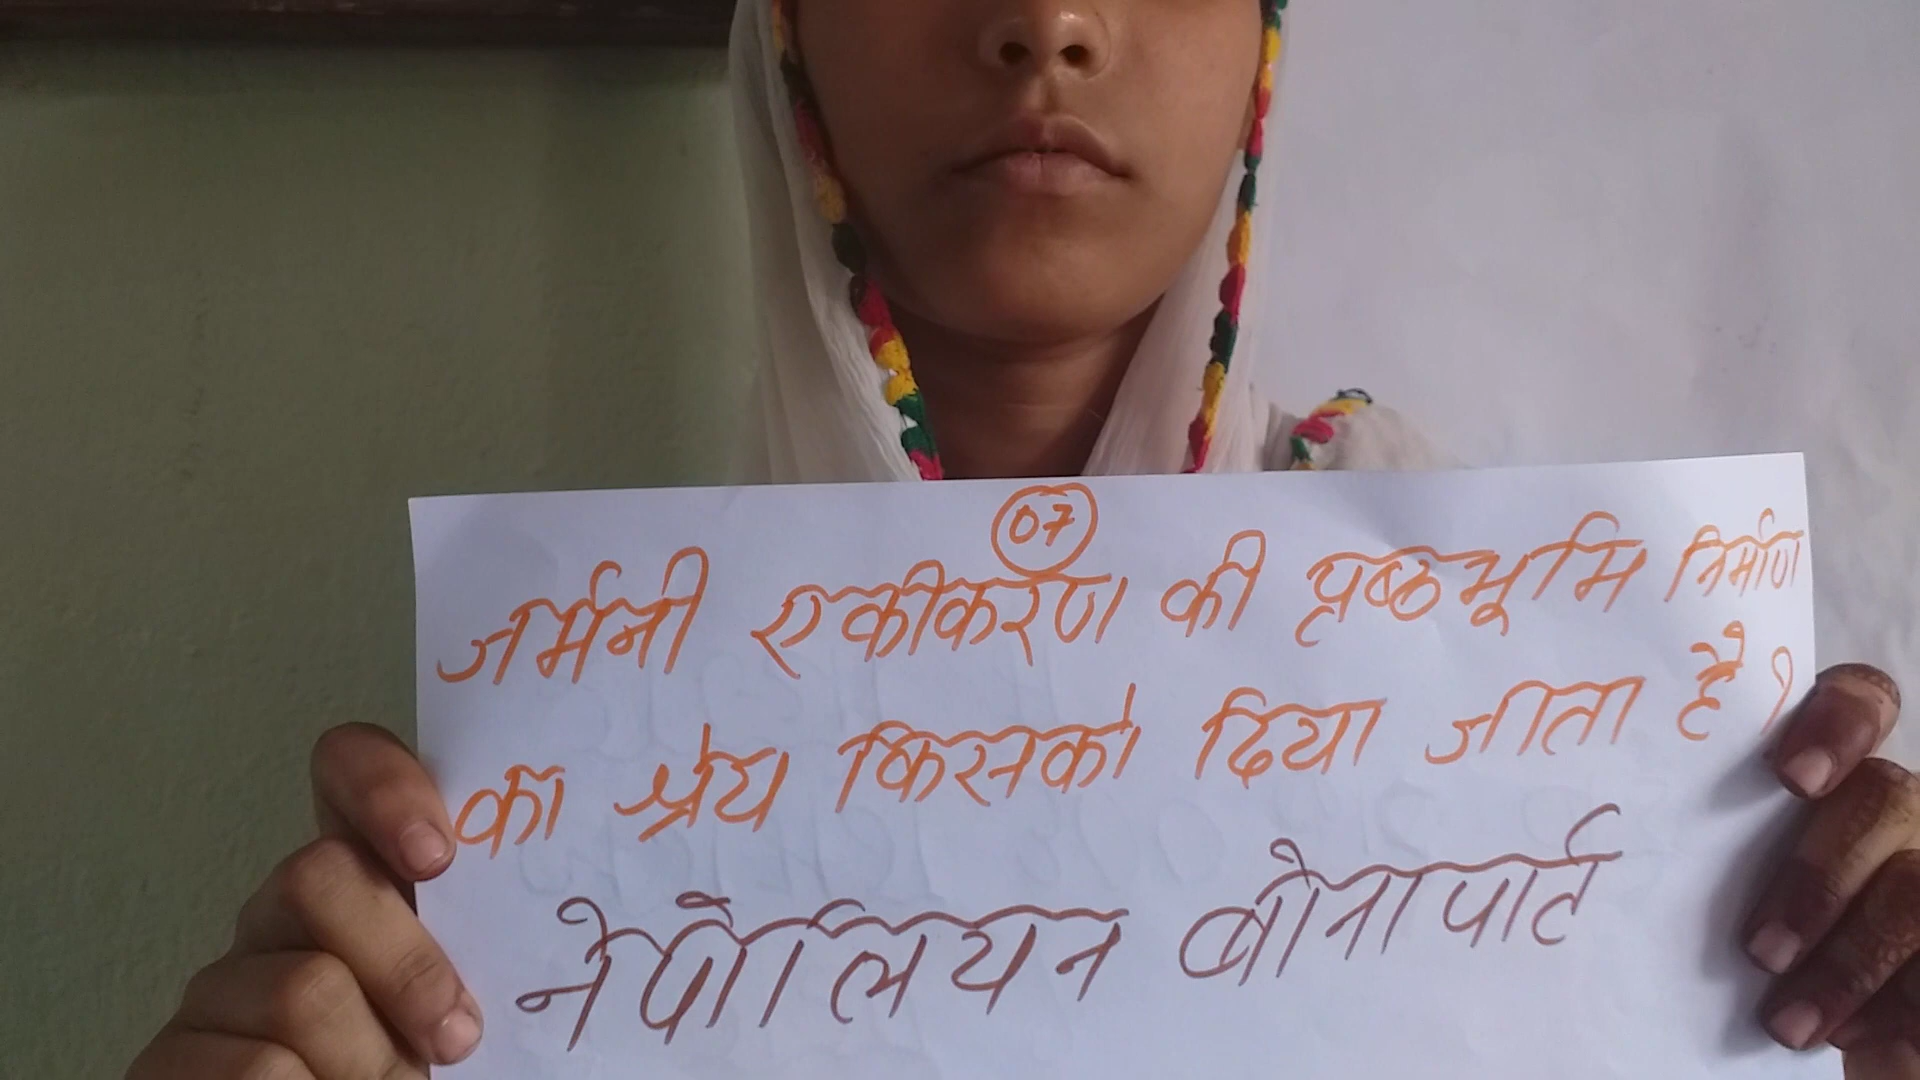 07
जर्मनी एकीकरण की पृष्ठभूमि निर्माण
का श्रेय किसको दिया जाता है ?
नेपोलियन बोनापार्ट